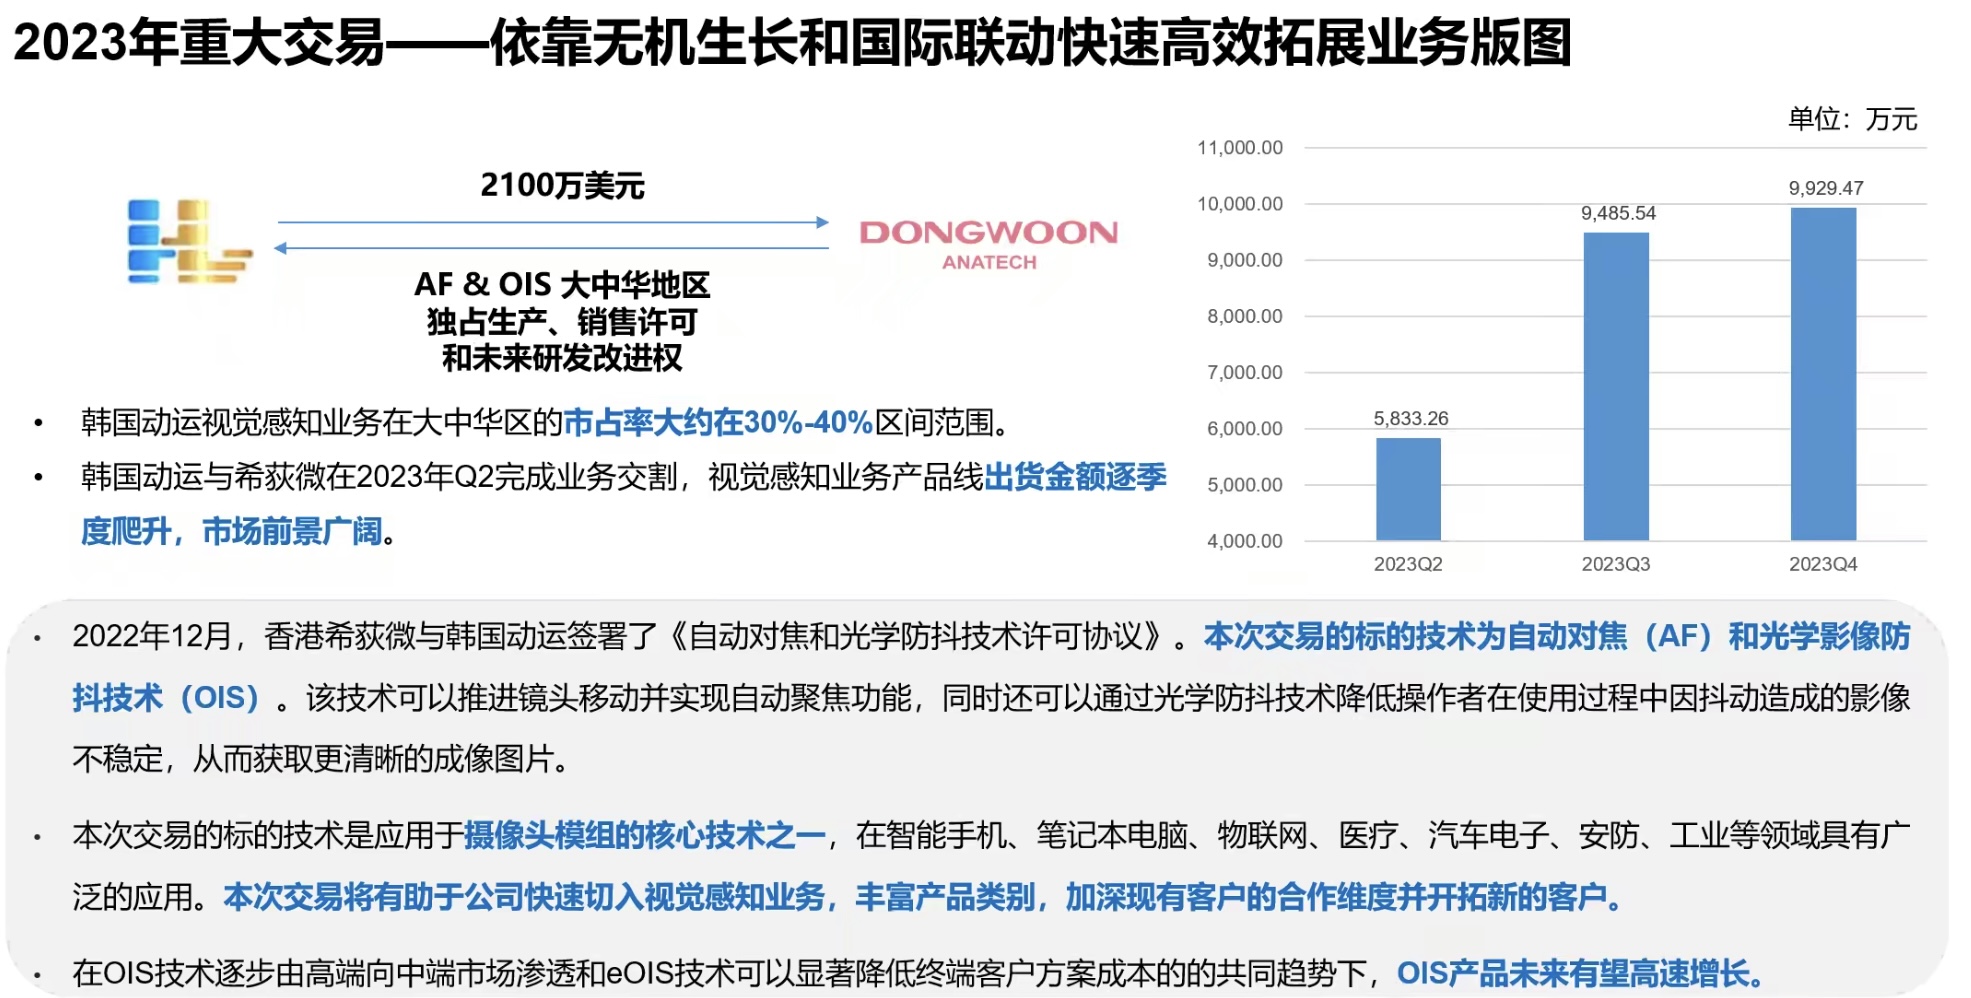 2023年重大交易——依靠无机生长和国际联动快速高效拓展业务版图
2100万美元
DONGWOON
ANATECH
AF & OIS 大中华地区
独占生产、销售许可
和未来研发改进权
• 韩国动运视觉感知业务在大中华区的市占率大约在30%-40%区间范围。
• 韩国动运与希荻微在2023年Q2完成业务交割，视觉感知业务产品线出货金额逐季
度爬升，市场前景广阔。
单位：万元
11,000.00
10,000.00
9,000.00
8,000.00
7,000.00
6,000.00
5,000.00
4,000.00
5,833.26
9,485.54
9,929.47
2023Q2
2023Q3
2023Q4
• 2022年12月，香港希荻微与韩国动运签署了《自动对焦和光学防抖技术许可协议》。本次交易的标的技术为自动对焦（AF）和光学影像防
抖技术（OIS）。该技术可以推进镜头移动并实现自动聚焦功能，同时还可以通过光学防抖技术降低操作者在使用过程中因抖动造成的影像
不稳定，从而获取更清晰的成像图片。
• 本次交易的标的技术是应用于摄像头模组的核心技术之一，在智能手机、笔记本电脑、物联网、医疗、汽车电子、安防、工业等领域具有广
泛的应用。本次交易将有助于公司快速切入视觉感知业务，丰富产品类别，加深现有客户的合作维度并开拓新的客户。
• 在OIS技术逐步由高端向中端市场渗透和eOIS技术可以显著降低终端客户方案成本的的共同趋势下，OIS产品未来有望高速增长。